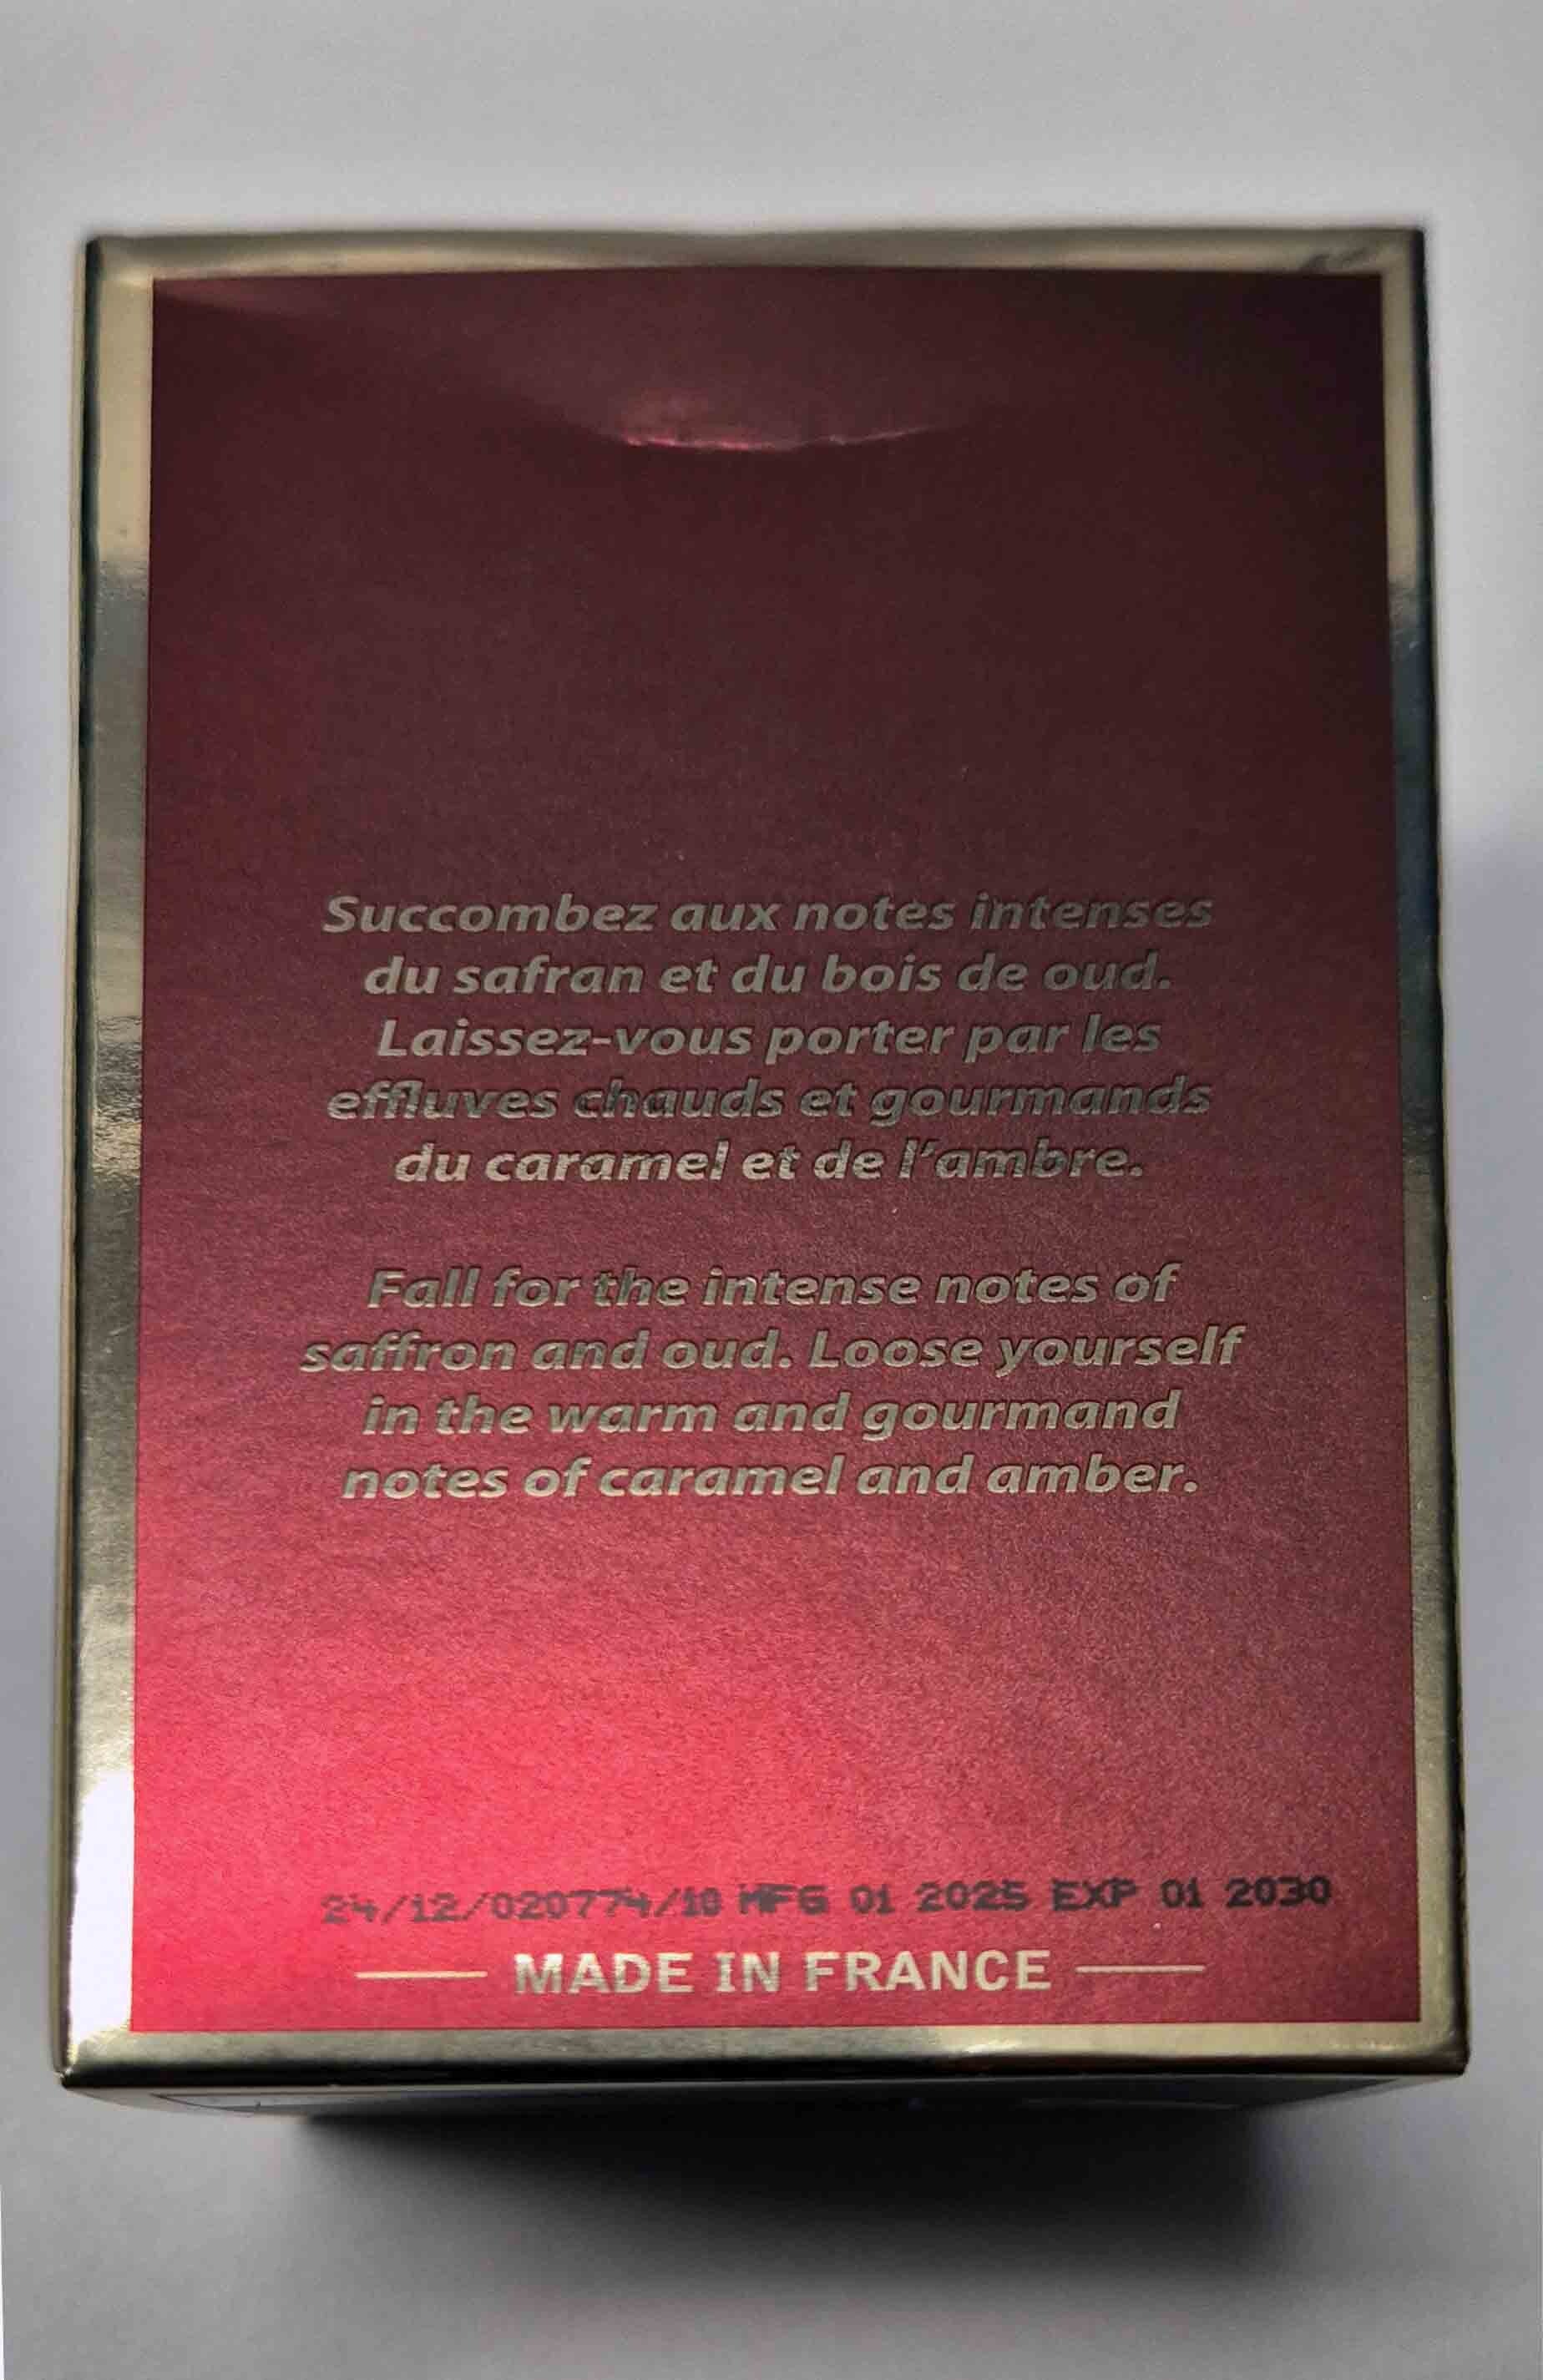 Succombez aux notes intenses
du safran et du bois de oud.
Laissez-vous porter par les
effluves chauds et gourmands
du caramel et de l'ambre.
Fall for the intense notes of
saffron and oud. Loose yourself
in the warm and gourmand
notes of caramel and amber.
24/12/020774/10 MFG 01 2025 EXP 01 2030
MADE IN FRANCE